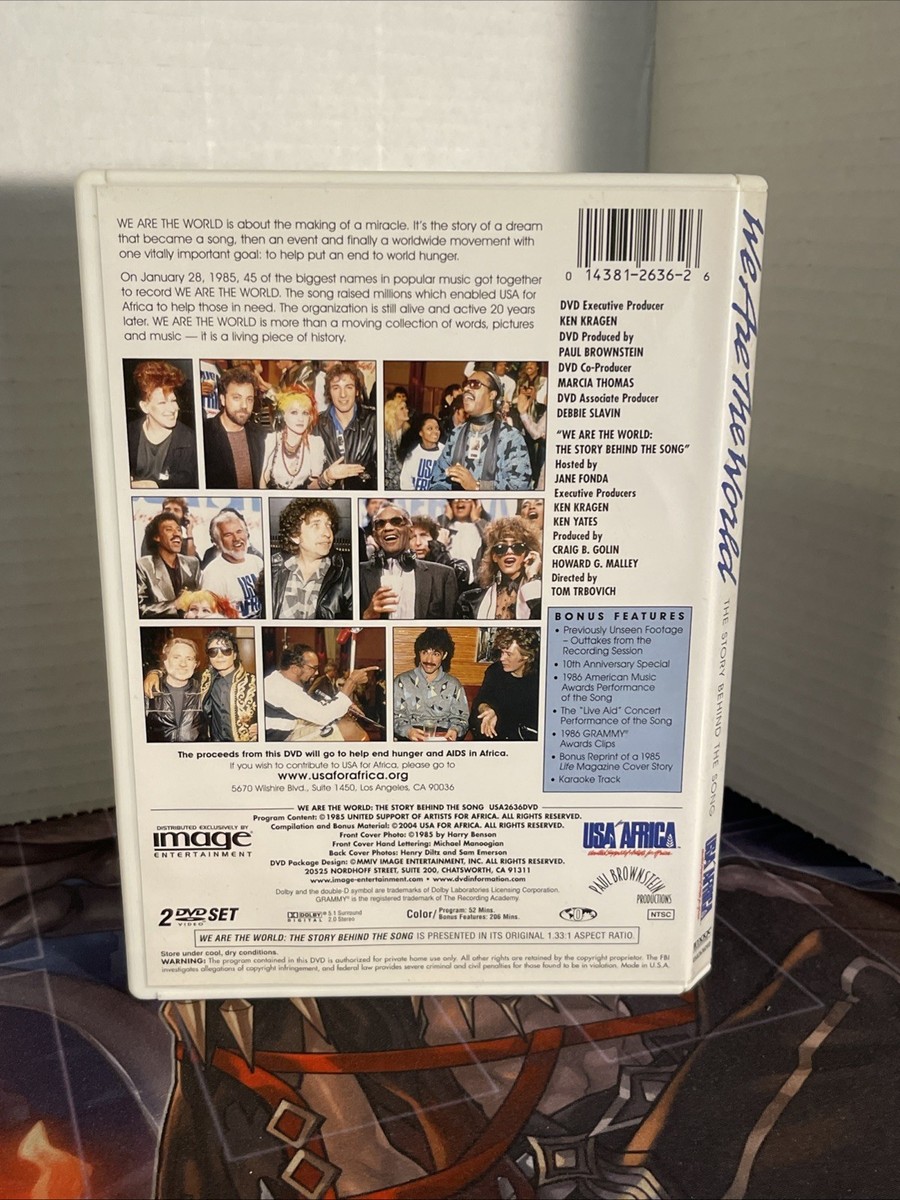 WE ARE THE WORLD is about the making of a miracle. It's the story of a dream
that became a song, then an event and finally a worldwide movement with
one vitally important goal: to help put an end to world hunger.
On January 28, 1985, 45 of the biggest names in popular music got together
to record WE ARE THE WORLD. The song raised millions which enabled USA for
Africa to help those in need. The organization is still alive and active 20 years
later. WE ARE THE WORLD is more than a moving collection of words, pictures
and music — it is a living piece of history.
0 14381-2636-2 6
DVD Executive Producer
KEN KRAGEN
DVD Produced by
PAUL BROWNSTEIN
DVD Co-Producer
MARCIA THOMAS
DVD Associate Producer
DEBBIE SLAVIN
"WE ARE THE WORLD:
THE STORY BEHIND THE SONG"
Hosted by
JANE FONDA
Executive Producers
KEN KRAGEN
KEN YATES
Produced by
CRAIG B. GOLIN
HOWARD G. MALLEY
Directed by
TOM TRBOVICH
BONUS FEATURES
• Previously Unseen Footage
– Outtakes from the
Recording Session
• 10th Anniversary Special
• 1986 American Music
Awards Performance
of the Song
• The "Live Aid" Concert
Performance of the Song
• 1986 GRAMMY®
Awards Clips
• Bonus Reprint of a 1985
Life Magazine Cover Story
• Karaoke Track
The proceeds from this DVD will go to help end hunger and AIDS in Africa.
If you wish to contribute to USA for Africa, please go to
www.usaforafrica.org
5670 Wilshire Blvd., Suite 1450, Los Angeles, CA 90036
WE ARE THE WORLD: THE STORY BEHIND THE SONG USA2636DVD
Program Content: ©1985 UNITED SUPPORT OF ARTISTS FOR AFRICA. ALL RIGHTS RESERVED.
Compilation and Bonus Material: ©2004 USA FOR AFRICA. ALL RIGHTS RESERVED.
Front Cover Photo: ©1985 by Harry Benson
Front Cover Hand Lettering: Michael Manoogian
Back Cover Photos: Henry Diltz and Sam Emerson
DVD Package Design: ©MMIV IMAGE ENTERTAINMENT, INC. ALL RIGHTS RESERVED.
20525 NORDHOFF STREET, SUITE 200, CHATSWORTH, CA 91311
www.image-entertainment.com • www.dvdinformation.com
Dolby and the double-D symbol are trademarks of Dolby Laboratories Licensing Corporation.
GRAMMY® is the registered trademark of The Recording Academy.
DISTRIBUTED EXCLUSIVELY BY
image
ENTERTAINMENT
USA AFRICA
PAUL BROWNSTEIN
PRODUCTIONS
2 DVD SET
VIDEO
DOLBY DIGITAL
5.1 Surround
2.0 Stereo
Color/
Program: 52 Mins.
Bonus Features: 206 Mins.
NTSC
WE ARE THE WORLD: THE STORY BEHIND THE SONG IS PRESENTED IN ITS ORIGINAL 1.33:1 ASPECT RATIO.
Store under cool, dry conditions.
WARNING: The program contained in this DVD is authorized for private home use only. All other rights are retained by the copyright proprietor. The FBI
investigates allegations of copyright infringement, and federal law provides severe criminal and civil penalties for those found to be in violation. Made in U.S.A.
We Are The World
THE STORY BEHIND THE SONG